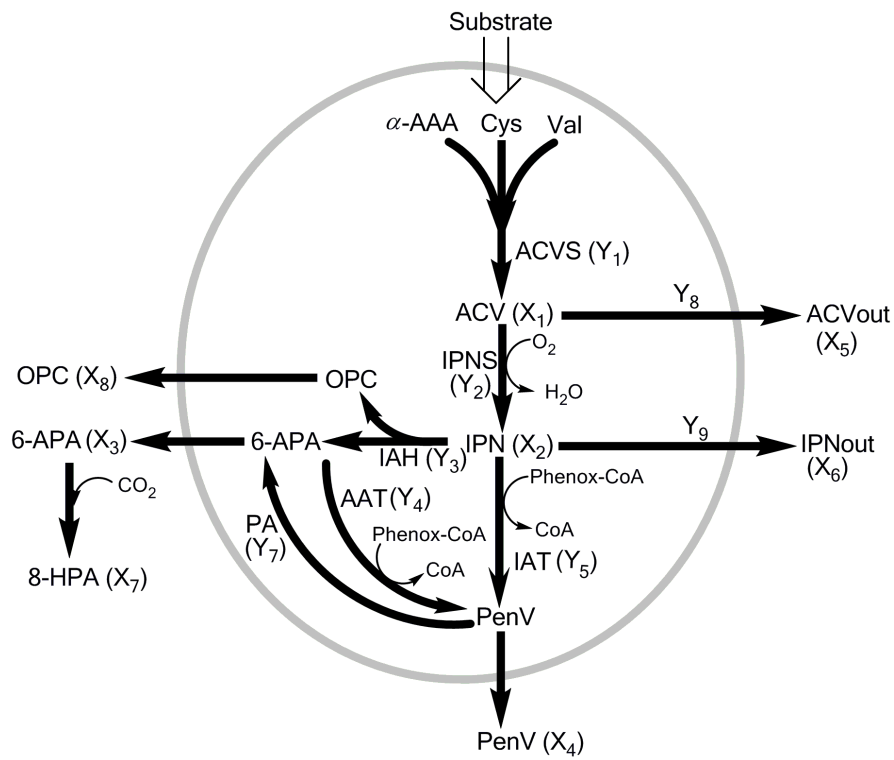 Substrate
α-AAA Cys Val
ACVS (Y1)
ACV (X1)
Y8
ACVout
(X5)
IPNS
(Y2)
O2
H2O
OPC (X8)
OPC
6-APA (X3)
6-APA
IAH (Y3)
IPN (X2)
Y9
IPNout
(X6)
CO2
AAT (Y4)
Phenox-CoA
CoA
PA
(Y7)
Phenox-CoA
CoA
IAT (Y5)
8-HPA (X7)
PenV
PenV (X4)